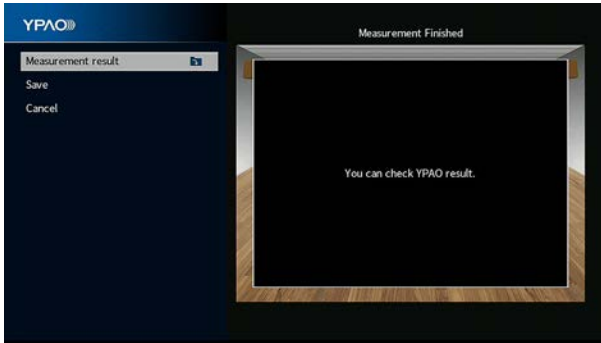 YPAO
Measurement Finished
Measurement result
Save
Cancel
You can check YPAO result.